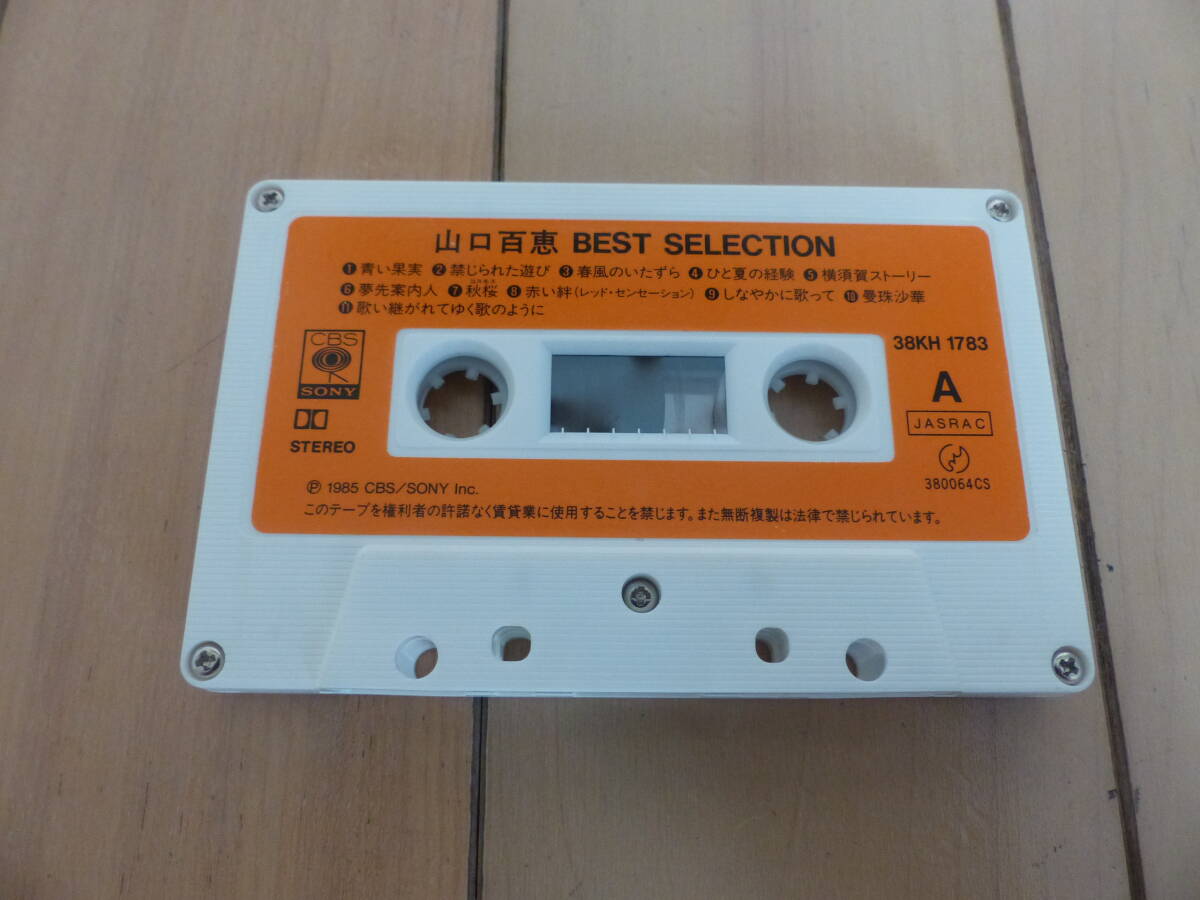 山口百恵 BEST SELECTION
❶青い果実 ❷禁じられた遊び ❸春風のいたずら ❹ひと夏の経験 ❺横須賀ストーリー
❻夢先案内人 ❼秋桜 ❽赤い絆(レッド・センセーション) ❾しなやかに歌って ❿曼珠沙華
⓫歌い継がれてゆく歌のように
CBS
SONY
STEREO
38KH 1783
A
JASRAC
380064CS
Ⓟ 1985 CBS/SONY Inc.
このテープを権利者の許諾なく賃貸業に使用することを禁じます。また無断複製は法律で禁じられています。